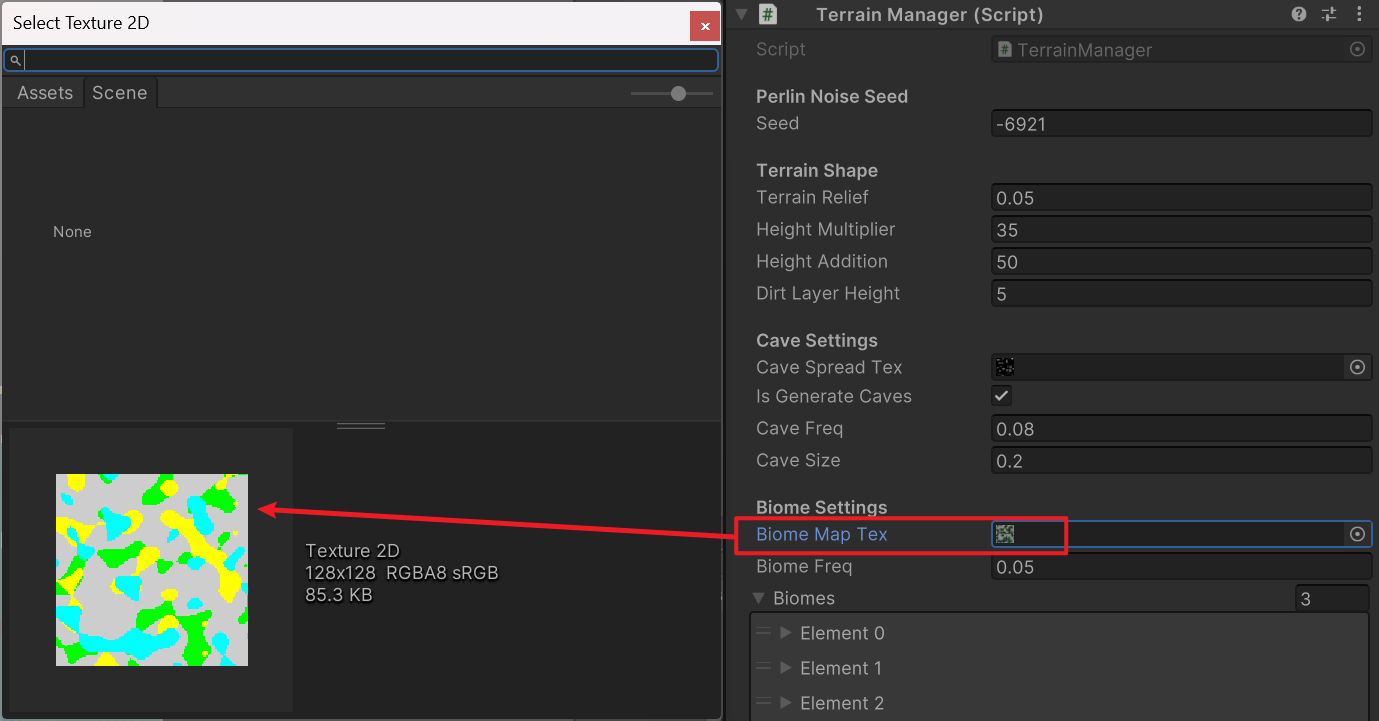 Select Texture 2D
Assets
Scene
None
Texture 2D
128x128 RGBA8 sRGB
85.3 KB
Terrain Manager (Script)
Script
# TerrainManager
Perlin Noise Seed
Seed
-6921
Terrain Shape
Terrain Relief
0.05
Height Multiplier
35
Height Addition
50
Dirt Layer Height
5
Cave Settings
Cave Spread Tex
Is Generate Caves
Cave Freq
0.08
Cave Size
0.2
Biome Settings
Biome Map Tex
Biome Freq
0.05
Biomes
3
Element 0
Element 1
Element 2